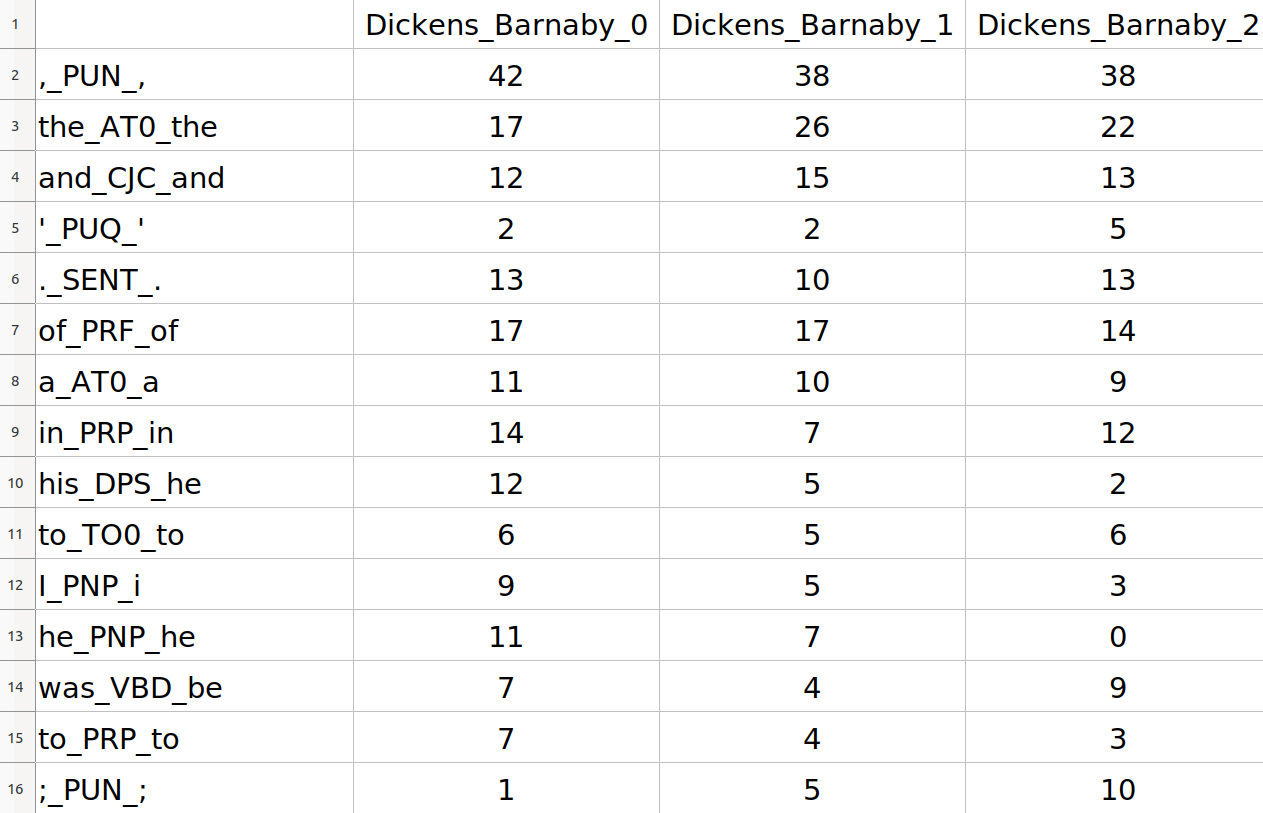 1 Dickens_Barnaby_0 Dickens_Barnaby_1 Dickens_Barnaby_2
2 ,_PUN_, 42 38 38
3 the_AT0_the 17 26 22
4 and_CJC_and 12 15 13
5 '_PUQ_' 2 2 5
6 ._SENT_. 13 10 13
7 of_PRF_of 17 17 14
8 a_AT0_a 11 10 9
9 in_PRP_in 14 7 12
10 his_DPS_he 12 5 2
11 to_TO0_to 6 5 6
12 I_PNP_i 9 5 3
13 he_PNP_he 11 7 0
14 was_VBD_be 7 4 9
15 to_PRP_to 7 4 3
16 ;_PUN_; 1 5 10